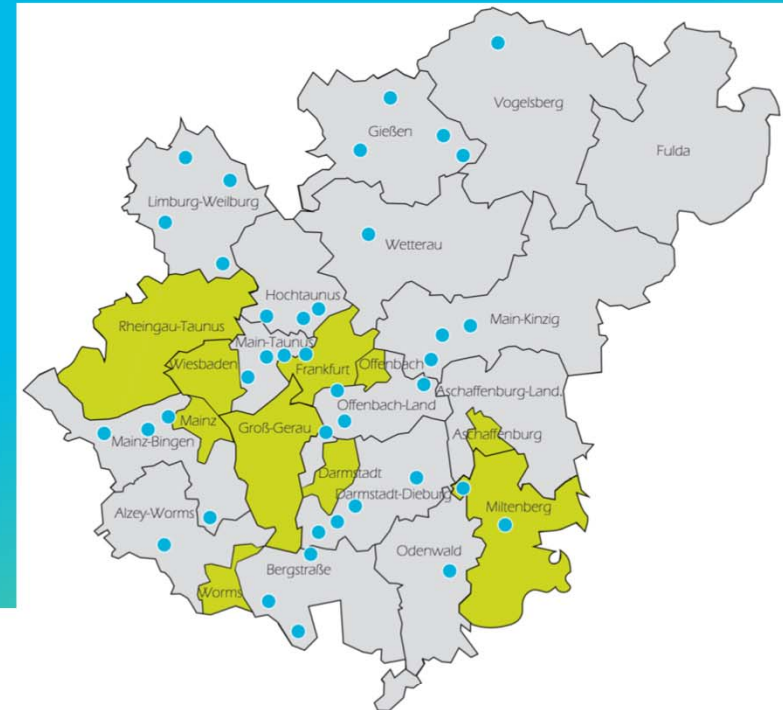 Vogelsberg
Gießen
Fulda
Limburg-Weilburg
Wetterau
Hochtaunus
Rheingau-Taunus
Main-Kinzig
Main-Taunus
Wiesbaden
Frankfurt
Offenbach
Aschaffenburg-Land.
Offenbach-Land
Mainz
Groß-Gerau
Mainz-Bingen
Aschaffenburg
Darmstadt
Darmstadt-Dieburg
Miltenberg
Alzey-Worms
Odenwald
Bergstraße
Worms